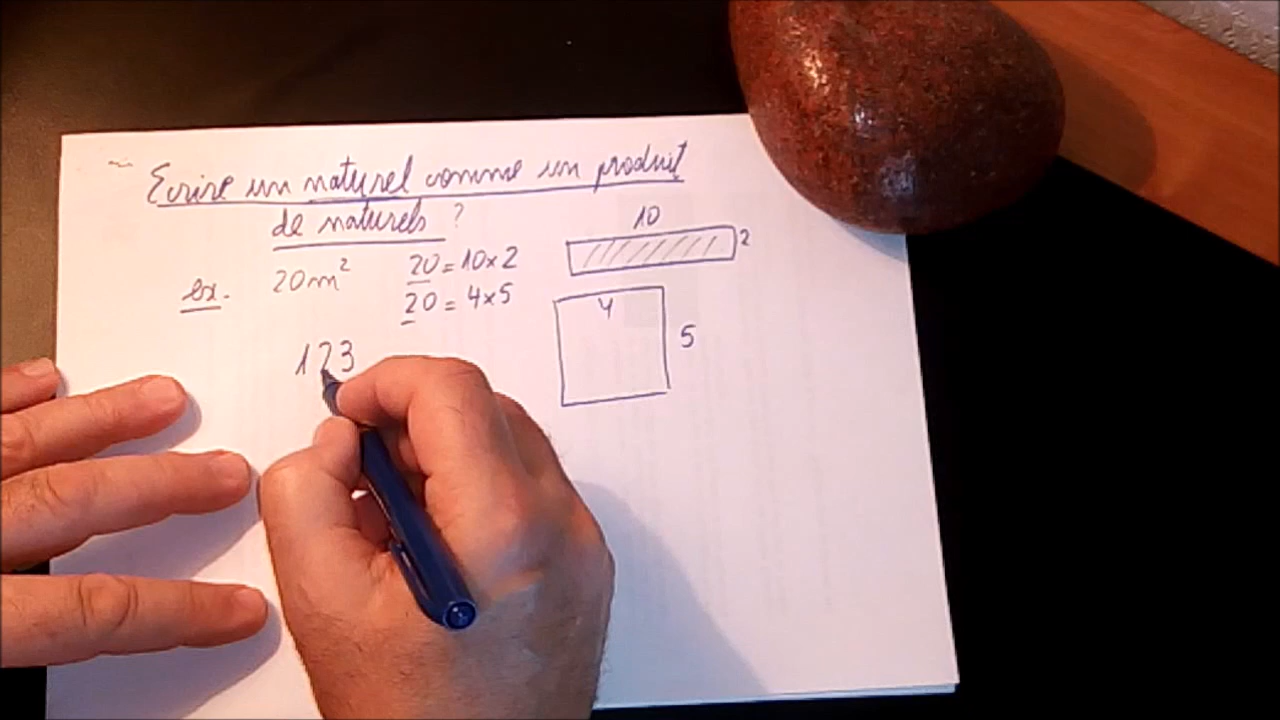 Ecrire un naturel comme un produit
de naturels ?
ex. 20m² 20 = 10 x 2
20 = 4 x 5
10
2
4
5
123